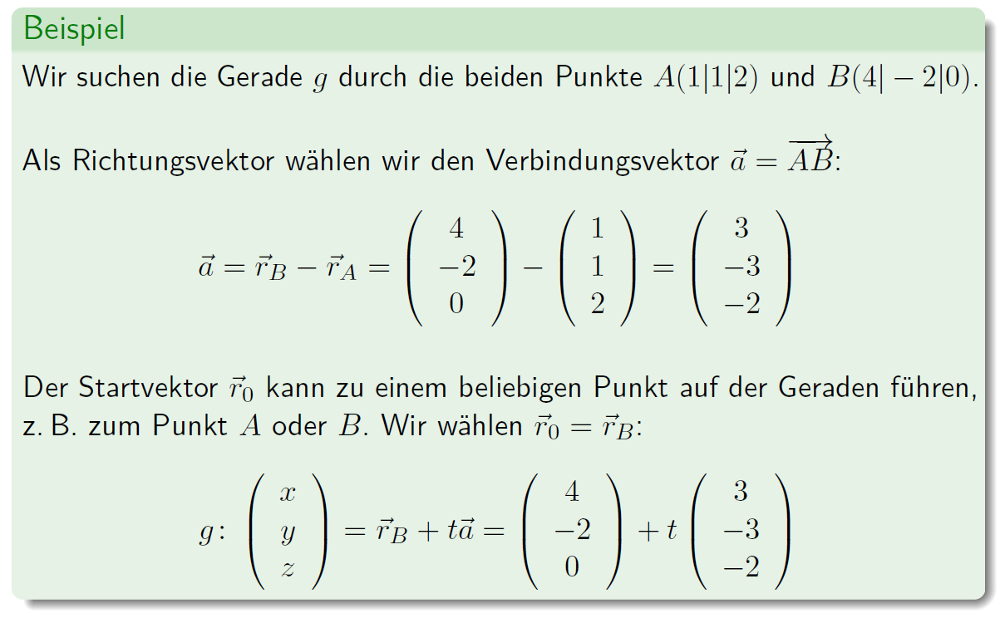 Beispiel
Wir suchen die Gerade g durch die beiden Punkte A(1|1|2) und B(4| − 2|0).
Als Richtungsvektor wählen wir den Verbindungsvektor \vec{a} = \overrightarrow{AB}:
\vec{a} = \vec{r}_B − \vec{r}_A = \begin{pmatrix} 4 \\ −2 \\ 0 \end{pmatrix} − \begin{pmatrix} 1 \\ 1 \\ 2 \end{pmatrix} = \begin{pmatrix} 3 \\ −3 \\ −2 \end{pmatrix}
Der Startvektor \vec{r}_0 kann zu einem beliebigen Punkt auf der Geraden führen,
z. B. zum Punkt A oder B. Wir wählen \vec{r}_0 = \vec{r}_B:
g: \begin{pmatrix} x \\ y \\ z \end{pmatrix} = \vec{r}_B + t\vec{a} = \begin{pmatrix} 4 \\ −2 \\ 0 \end{pmatrix} + t \begin{pmatrix} 3 \\ −3 \\ −2 \end{pmatrix}